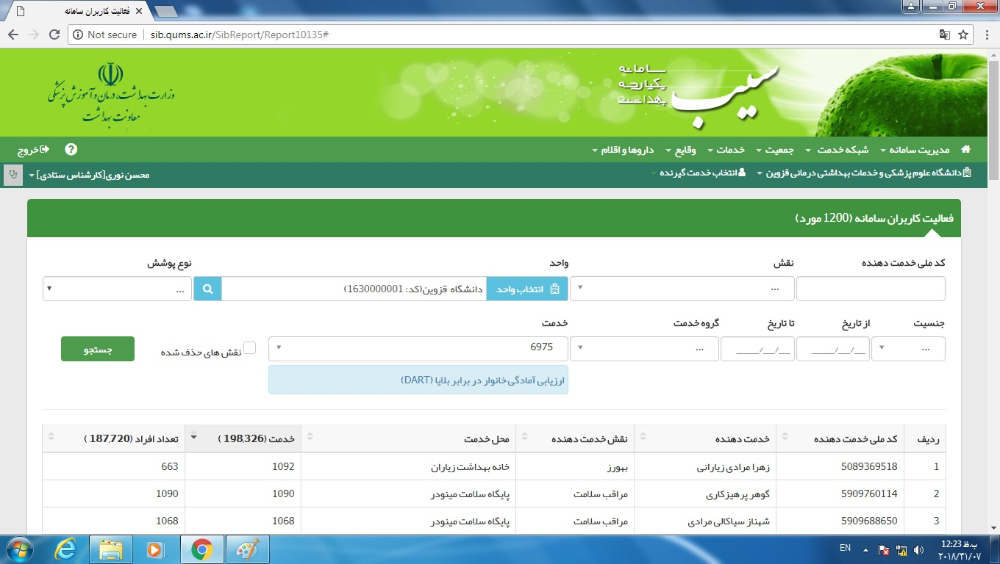 فعالیت کاربران سامانه
Not secure | sib.qums.ac.ir/SibReport/Report10135#
سامانه
یکپارچه
بهداشت
سیب
وزارت بهداشت، درمان و آموزش پزشکی
معاونت بهداشت
مدیریت سامانه شبکه خدمت جمعیت خدمات وقایع داروها و اقلام ? خروج
دانشگاه علوم پزشکی و خدمات بهداشتی درمانی قزوین انتخاب خدمت گیرنده محسن نوری[کارشناس ستادی]
فعالیت کاربران سامانه (1200 مورد)
کد ملی خدمت دهنده نقش واحد نوع پوشش
... انتخاب واحد دانشگاه قزوین(کد: 1630000001) ...
جنسیت از تاریخ تا تاریخ گروه خدمت خدمت
... __/__/____ __/__/____ ... 6975 نقش های حذف شده جستجو
ارزیابی آمادگی خانوار در برابر بلایا (DART)
ردیف کد ملی خدمت دهنده خدمت دهنده نقش خدمت دهنده محل خدمت خدمت (198,326 ) تعداد افراد (187,720 )
1 5089369518 زهرا مرادی زیارانی بهورز خانه بهداشت زیاران 1092 663
2 5909760114 گوهر پرهیزکاری مراقب سلامت پایگاه سلامت مینودر 1090 1090
3 5909688650 شهناز سیاکالی مرادی مراقب سلامت پایگاه سلامت مینودر 1068 1068
EN
12:23 ب.ظ
۲۰۱۸/۳۱/۰۷